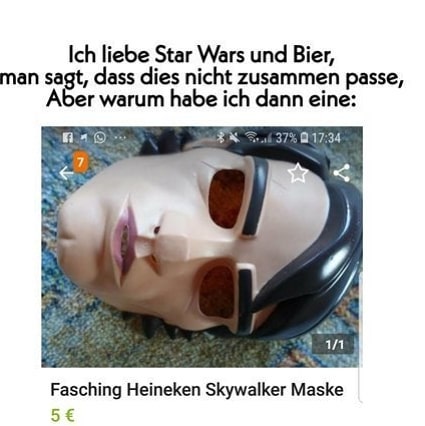 Ich liebe Star Wars und Bier,
man sagt, dass dies nicht zusammen passe,
Aber warum habe ich dann eine:
37% 17:34
7
1/1
Fasching Heineken Skywalker Maske
5 €